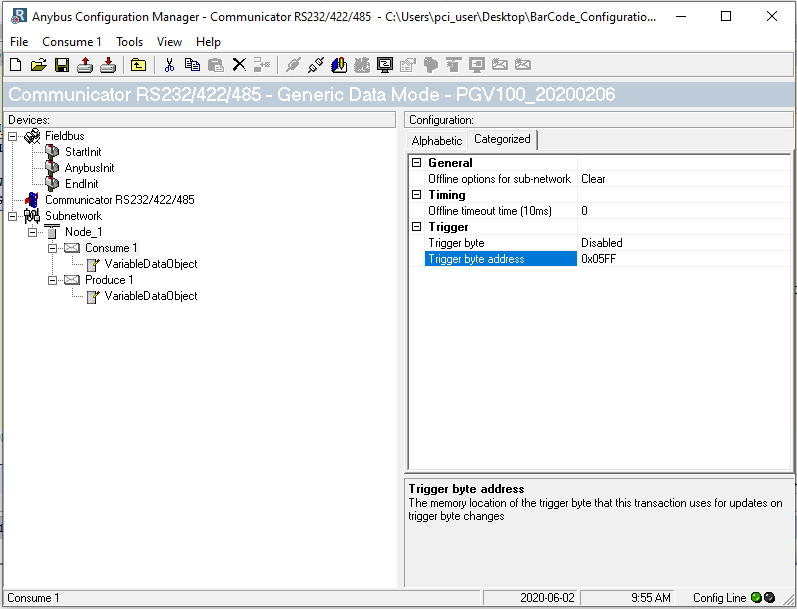 Anybus Configuration Manager - Communicator RS232/422/485 - C:\Users\pci_user\Desktop\BarCode_Configuratio...
File Consume 1 Tools View Help
Communicator RS232/422/485 - Generic Data Mode - PGV100_20200206
Devices:
Fieldbus
StartInit
AnybusInit
EndInit
Communicator RS232/422/485
Subnetwork
Node_1
Consume 1
VariableDataObject
Produce 1
VariableDataObject
Configuration:
Alphabetic Categorized
General
Offline options for sub-network Clear
Timing
Offline timeout time (10ms) 0
Trigger
Trigger byte Disabled
Trigger byte address 0x05FF
Trigger byte address
The memory location of the trigger byte that this transaction uses for updates on
trigger byte changes
Consume 1 2020-06-02 9:55 AM Config Line